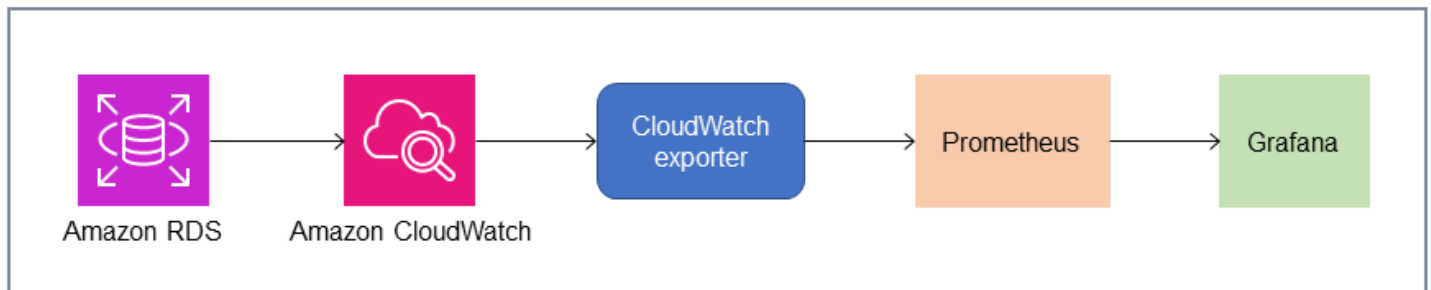 CloudWatch
exporter
Prometheus
Grafana
Amazon RDS
Amazon CloudWatch